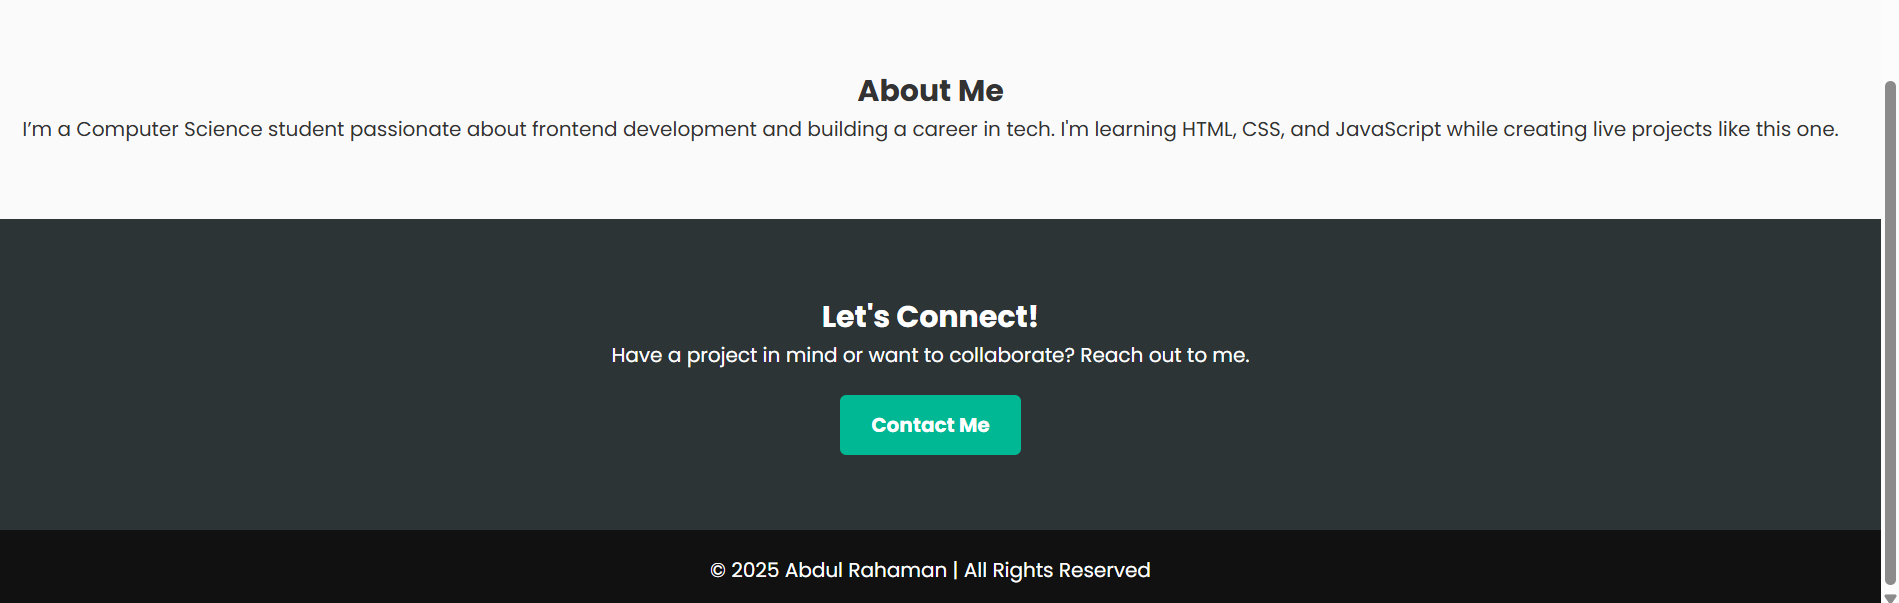 About Me
I’m a Computer Science student passionate about frontend development and building a career in tech. I'm learning HTML, CSS, and JavaScript while creating live projects like this one.
Let's Connect!
Have a project in mind or want to collaborate? Reach out to me.
Contact Me
© 2025 Abdul Rahaman | All Rights Reserved